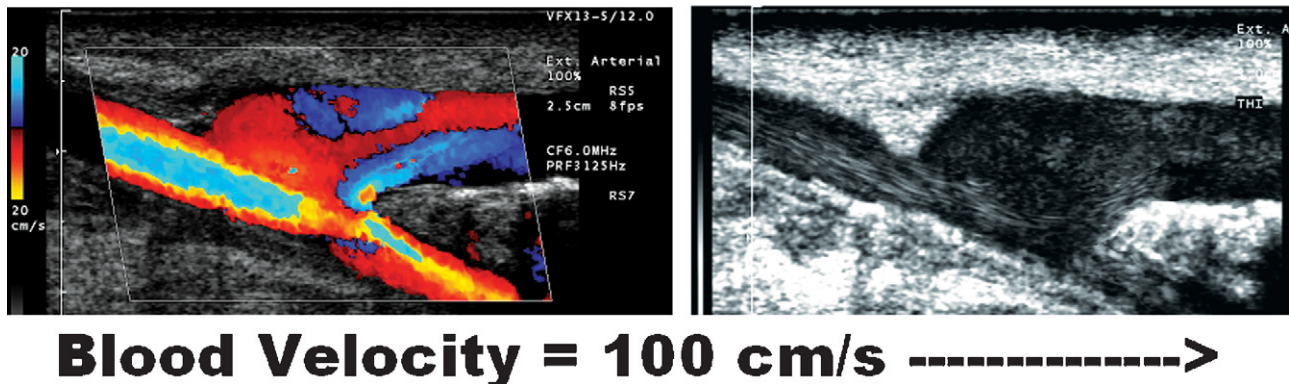 VFX13-5/12.0
20
Ext. Arterial
100%
RS5
2.5cm 8fps
CF6.0MHz
PRF3125Hz
RS7
20
cm/s
Ext. A
100%
THI
Blood Velocity = 100 cm/s -------------->